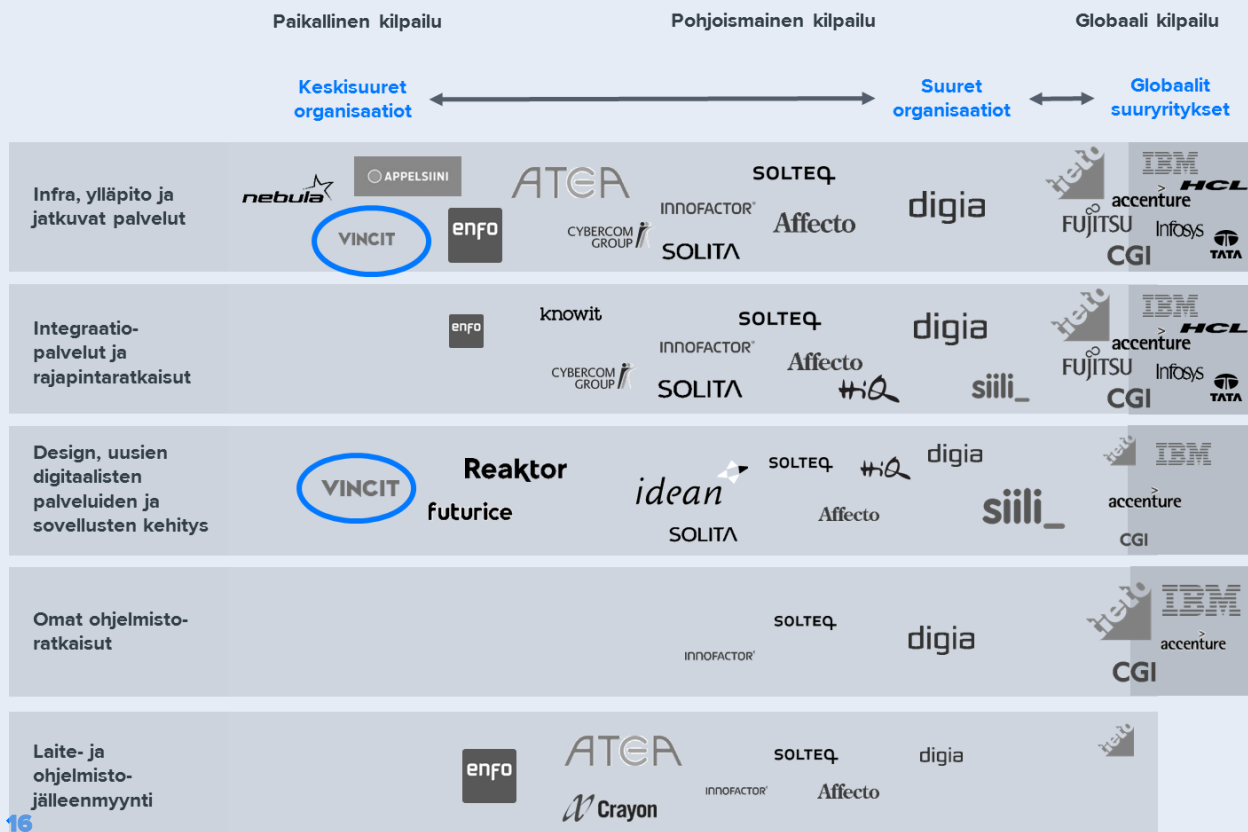 Paikallinen kilpailu
Pohjoismainen kilpailu
Globaali kilpailu
Keskisuuret
organisaatiot
Suuret
organisaatiot
Globaalit
suuryritykset
Infra, ylläpito ja
jatkuvat palvelut
nebula
APPELSIINI
VINCIT
enfo
ATEA
CYBERCOM
GROUP
INNOFACTOR®
SOLITA
SOLTEQ
Affecto
digia
tieto
FUJITSU
CGI
IBM
HCL
accenture
Infosys
TATA
Integraatio-
palvelut ja
rajapintaratkaisut
enfo
knowit
CYBERCOM
GROUP
SOLTEQ
INNOFACTOR®
SOLITA
Affecto
HiQ
digia
siili_
tieto
FUJITSU
CGI
IBM
HCL
accenture
Infosys
TATA
Design, uusien
digitaalisten
palveluiden ja
sovellusten kehitys
VINCIT
Reaktor
futurice
idean
SOLITA
SOLTEQ
HiQ
Affecto
digia
siili_
tieto
IBM
accenture
CGI
Omat ohjelmisto-
ratkaisut
SOLTEQ
INNOFACTOR®
digia
tieto
IBM
accenture
CGI
Laite- ja
ohjelmisto-
jälleenmyynti
enfo
ATEA
Crayon
SOLTEQ
INNOFACTOR®
Affecto
digia
tieto
16